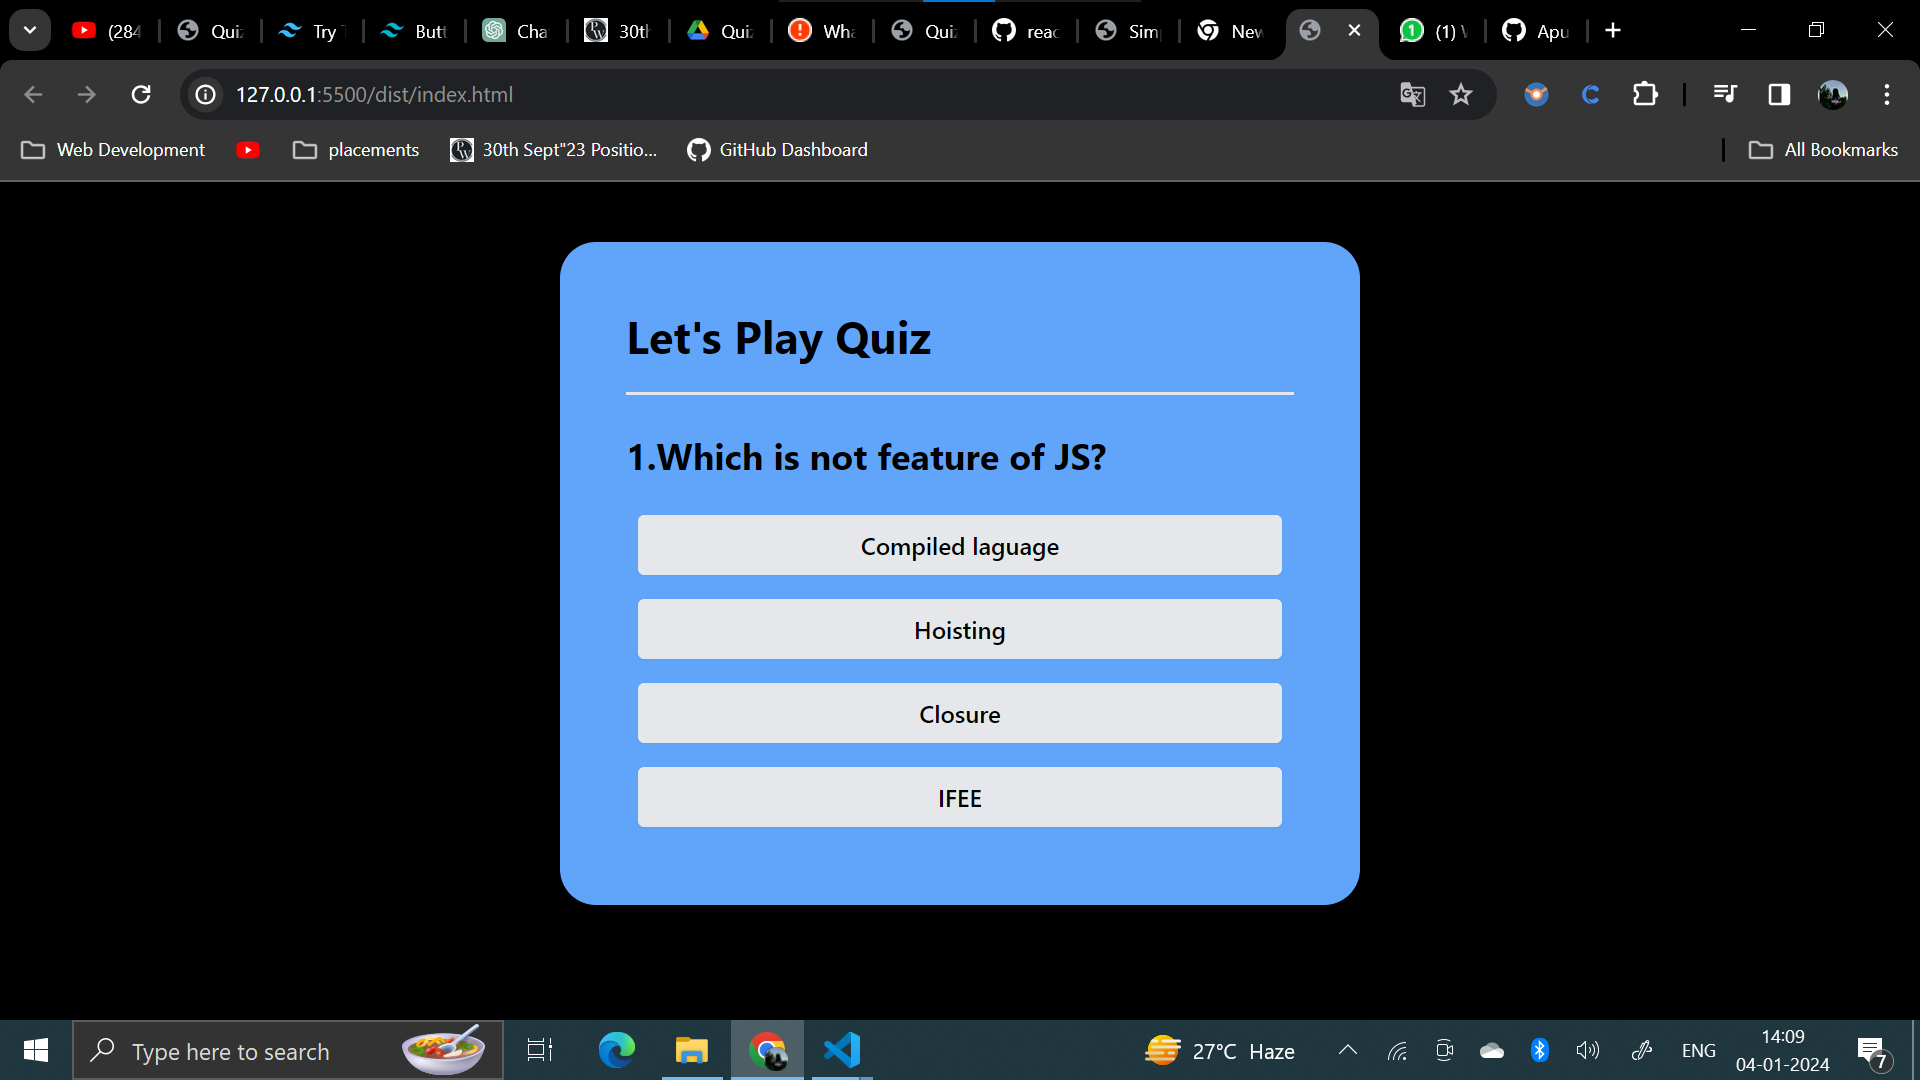 (284
Quiz
Try T
Butt
Cha
30th
Quiz
Wha
Quiz
reac
Simp
New
(1) W
Apu
127.0.0.1:5500/dist/index.html
Web Development
placements
30th Sept"23 Positio...
GitHub Dashboard
All Bookmarks
Let's Play Quiz
1.Which is not feature of JS?
Compiled laguage
Hoisting
Closure
IFEE
Type here to search
27°C Haze
ENG
14:09
04-01-2024
7